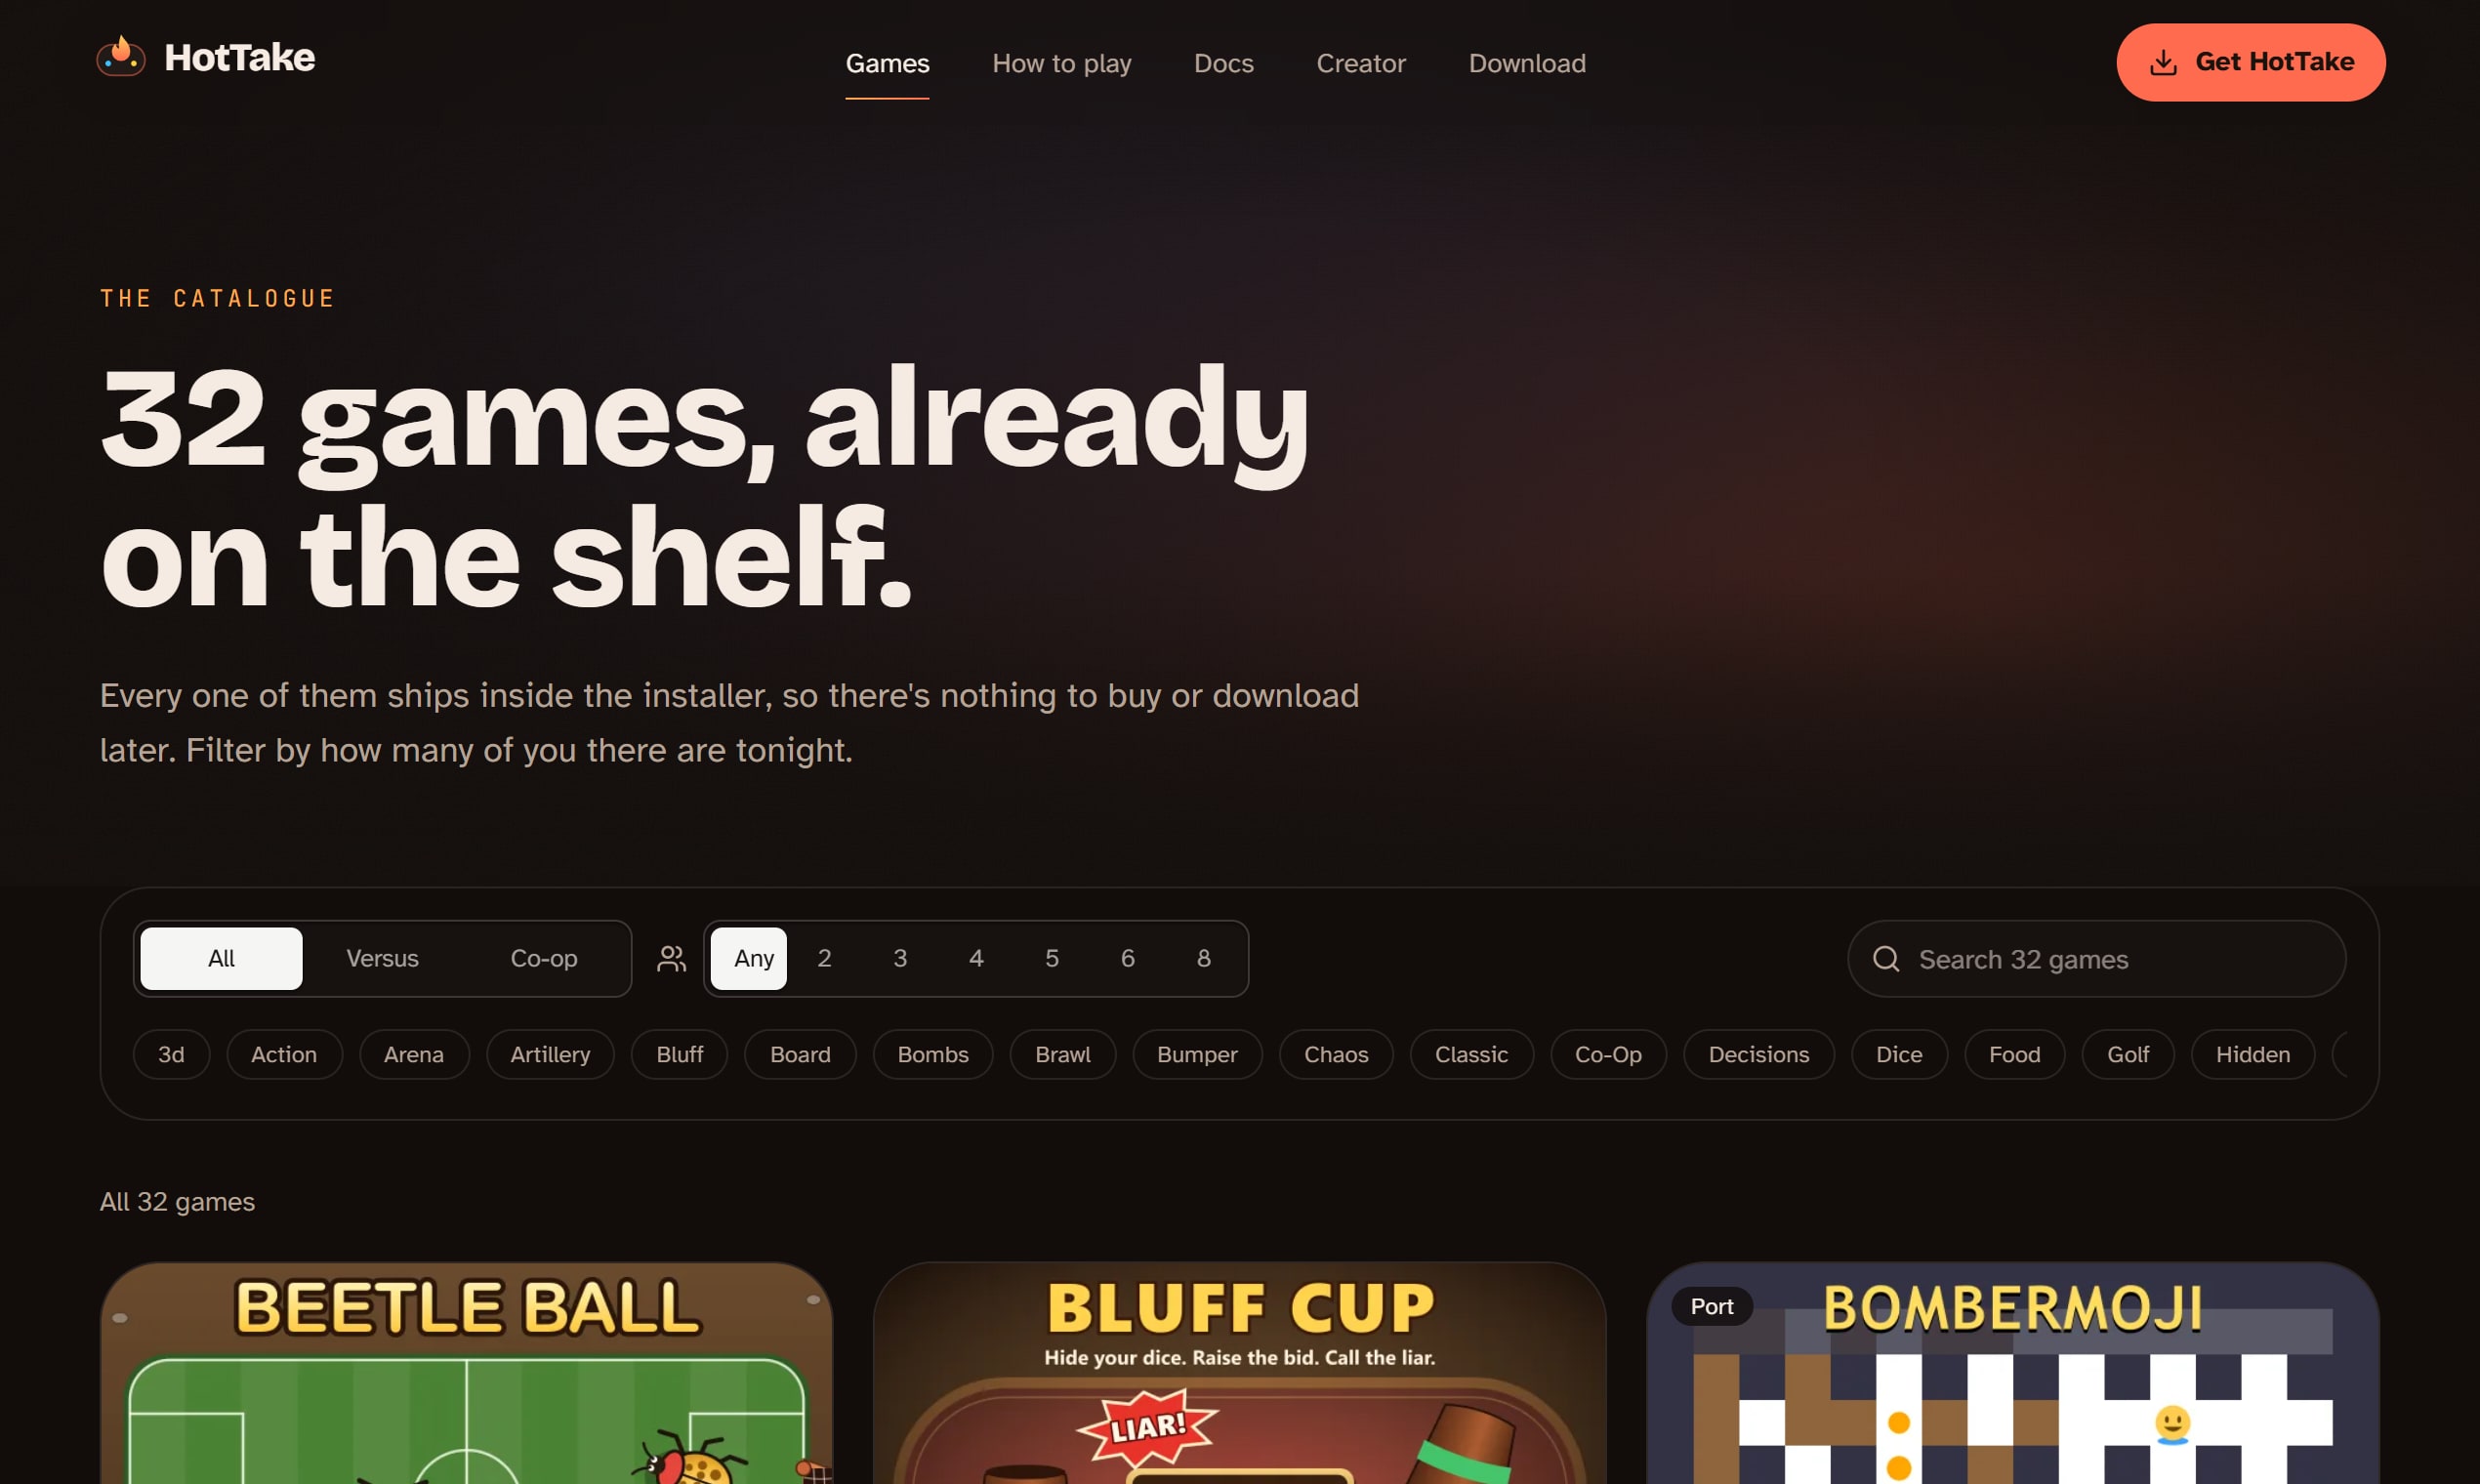 HotTake
Games
How to play
Docs
Creator
Download
Get HotTake
THE CATALOGUE
32 games, already
on the shelf.
Every one of them ships inside the installer, so there's nothing to buy or download
later. Filter by how many of you there are tonight.
All
Versus
Co-op
Any
2
3
4
5
6
8
Search 32 games
3d
Action
Arena
Artillery
Bluff
Board
Bombs
Brawl
Bumper
Chaos
Classic
Co-Op
Decisions
Dice
Food
Golf
Hidden
All 32 games
BEETLE BALL
BLUFF CUP
Hide your dice. Raise the bid. Call the liar.
LIAR!
Port
BOMBERMOJI